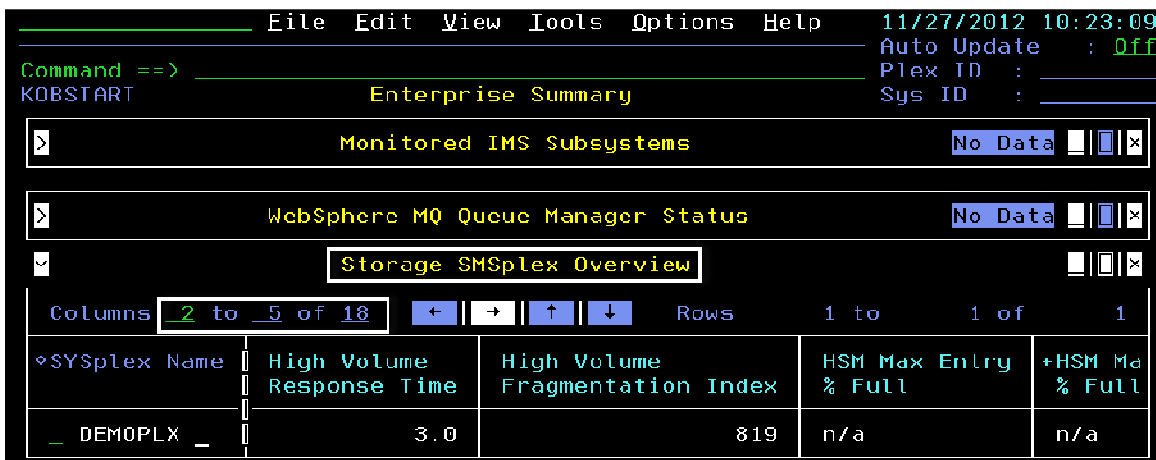 File Edit View Tools Options Help 11/27/2012 10:23:09
Auto Update : Off
Command ==> Plex ID :
KOBSTART Enterprise Summary Sys ID :
> Monitored IMS Subsystems No Data _ x
> WebSphere MQ Queue Manager Status No Data _ x
Storage SMSplex Overview _ x
Columns 2 to 5 of 18 ← → ↑ ↓ Rows 1 to 1 of 1
SYSplex Name High Volume High Volume HSM Max Entry +HSM Ma
Response Time Fragmentation Index % Full % Full
_ DEMOPLX _ 3.0 819 n/a n/a